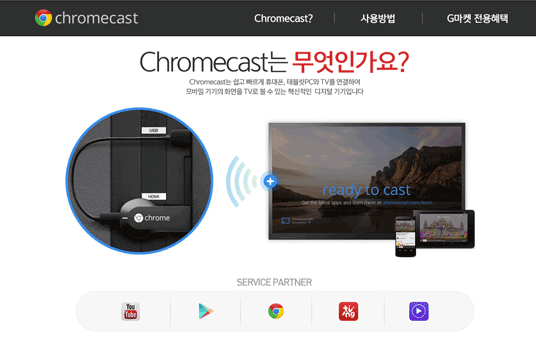 chromecast
Chromecast?
사용방법
G마켓 전용혜택
Chromecast는 무엇인가요?
Chromecast는 쉽고 빠르게 휴대폰, 태블릿PC와 TV를 연결하여
모바일 기기의 화면을 TV로 볼 수 있는 혁신적인 디지털 기기입니다
USB
HDMI
chrome
ready to cast
Get the latest apps and learn more at chromecast.com/learn
SERVICE PARTNER
You
Tube